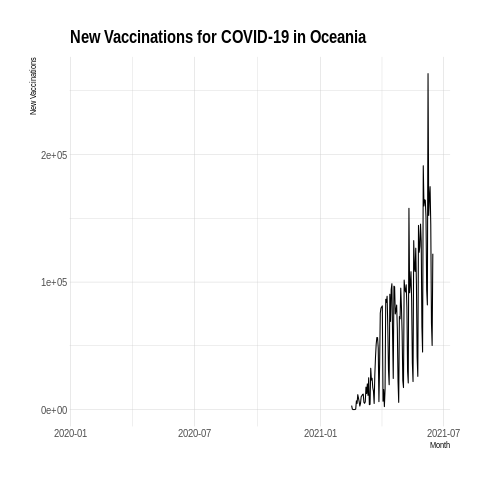 New Vaccinations for COVID-19 in Oceania
New Vaccinations
2e+05
1e+05
0e+00
2020-01
2020-07
2021-01
2021-07
Month